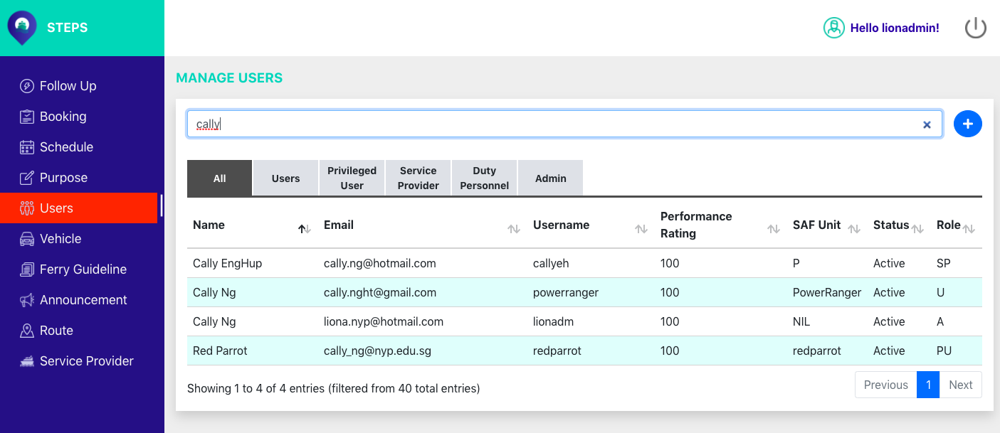 STEPS
Hello lionadmin!
Follow Up
Booking
Schedule
Purpose
Users
Vehicle
Ferry Guideline
Announcement
Route
Service Provider
MANAGE USERS
cally
All Users Privileged User Service Provider Duty Personnel Admin
Name Email Username Performance Rating SAF Unit Status Role
Cally EngHup cally.ng@hotmail.com callyeh 100 P Active SP
Cally Ng cally.nght@gmail.com powerranger 100 PowerRanger Active U
Cally Ng liona.nyp@hotmail.com lionadm 100 NIL Active A
Red Parrot cally_ng@nyp.edu.sg redparrot 100 redparrot Active PU
Showing 1 to 4 of 4 entries (filtered from 40 total entries)
Previous 1 Next